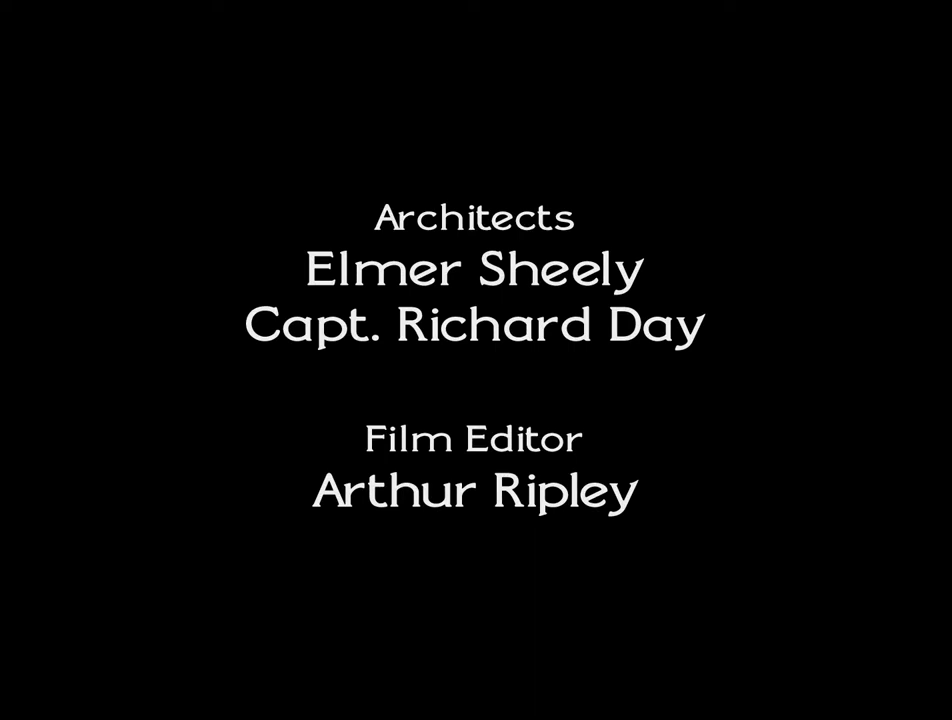 Architects
Elmer Sheely
Capt. Richard Day
Film Editor
Arthur Ripley